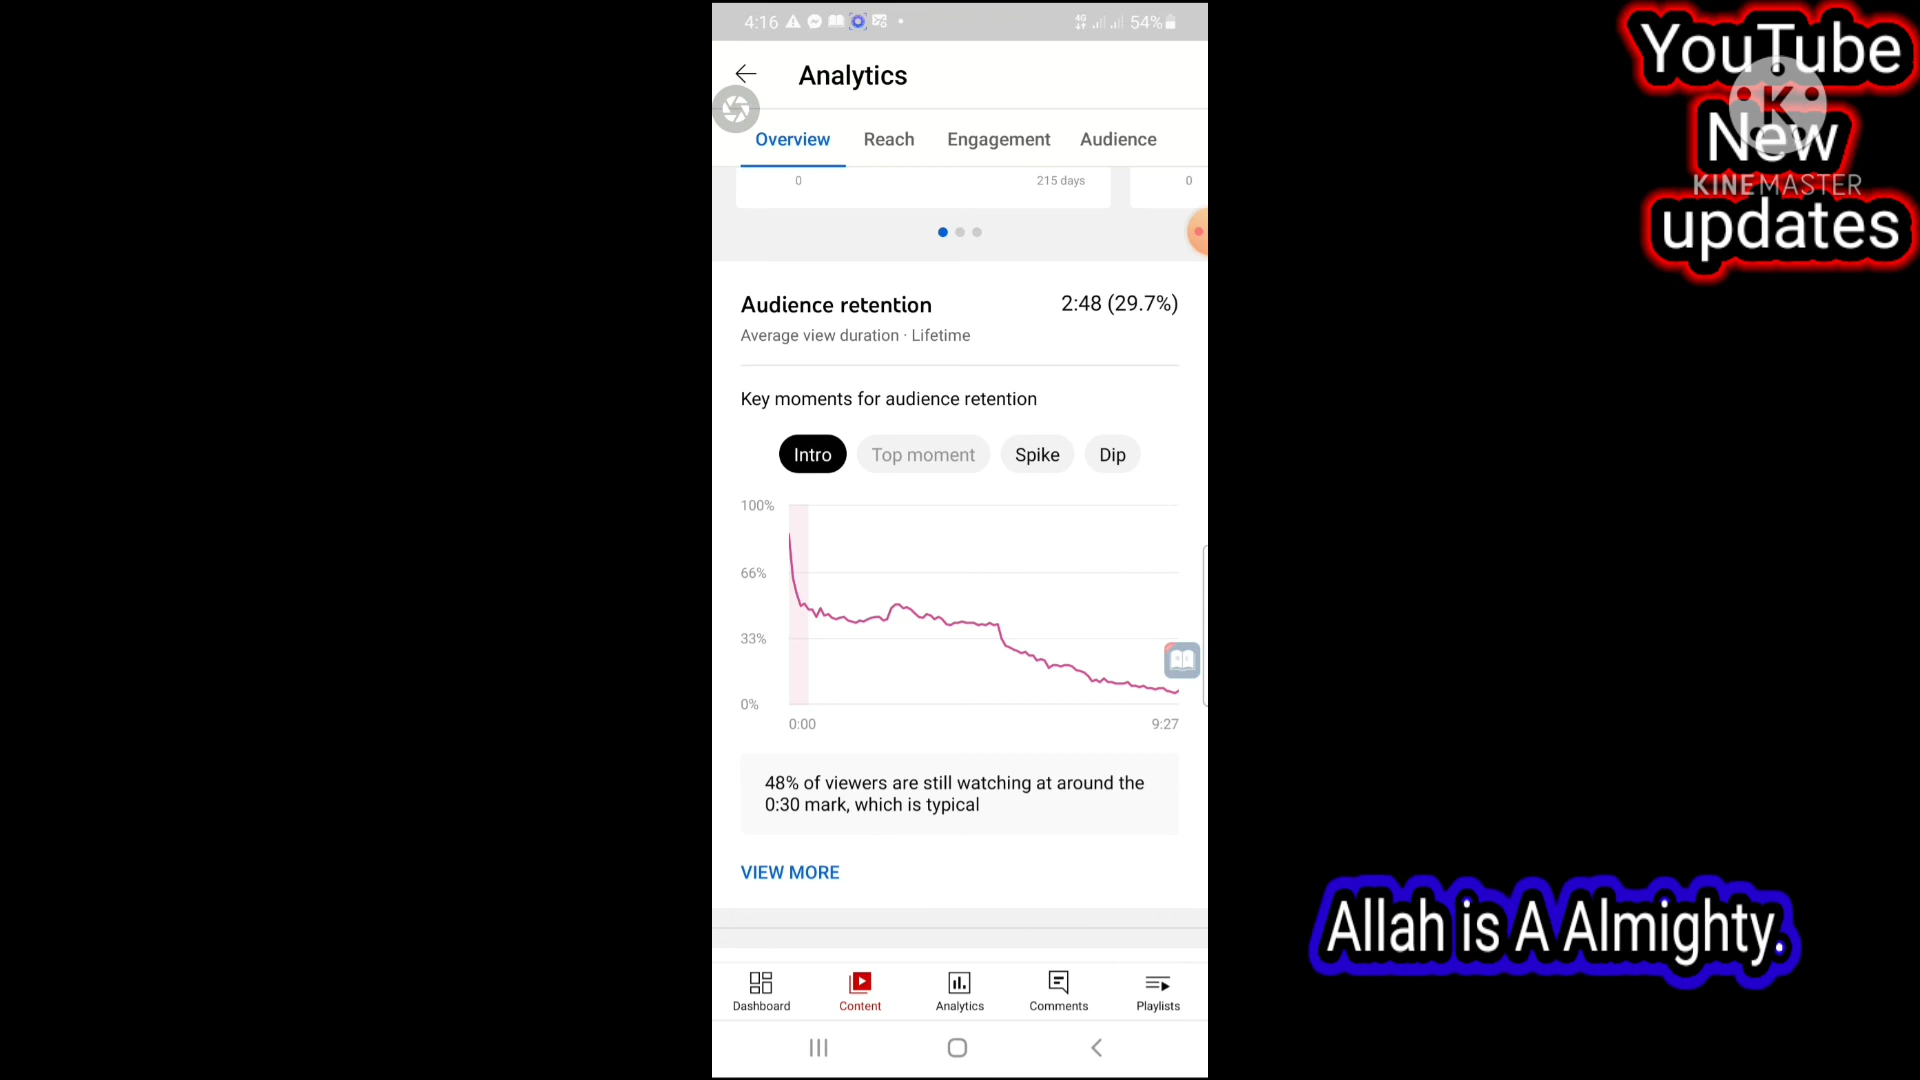 4:16
4G 54%
Analytics
Overview Reach Engagement Audience
0 215 days 0
Audience retention 2:48 (29.7%)
Average view duration · Lifetime
Key moments for audience retention
Intro Top moment Spike Dip
100%
66%
33%
0%
0:00 9:27
48% of viewers are still watching at around the
0:30 mark, which is typical
VIEW MORE
Dashboard Content Analytics Comments Playlists
YouTube
New
updates
K
KINEMASTER
Allah is A Almighty.